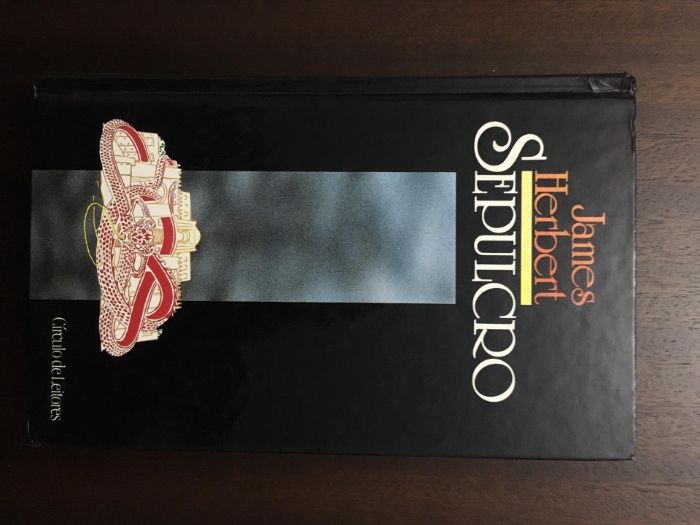 James
Herbert
SEPULCRO
Círculo de Leitores